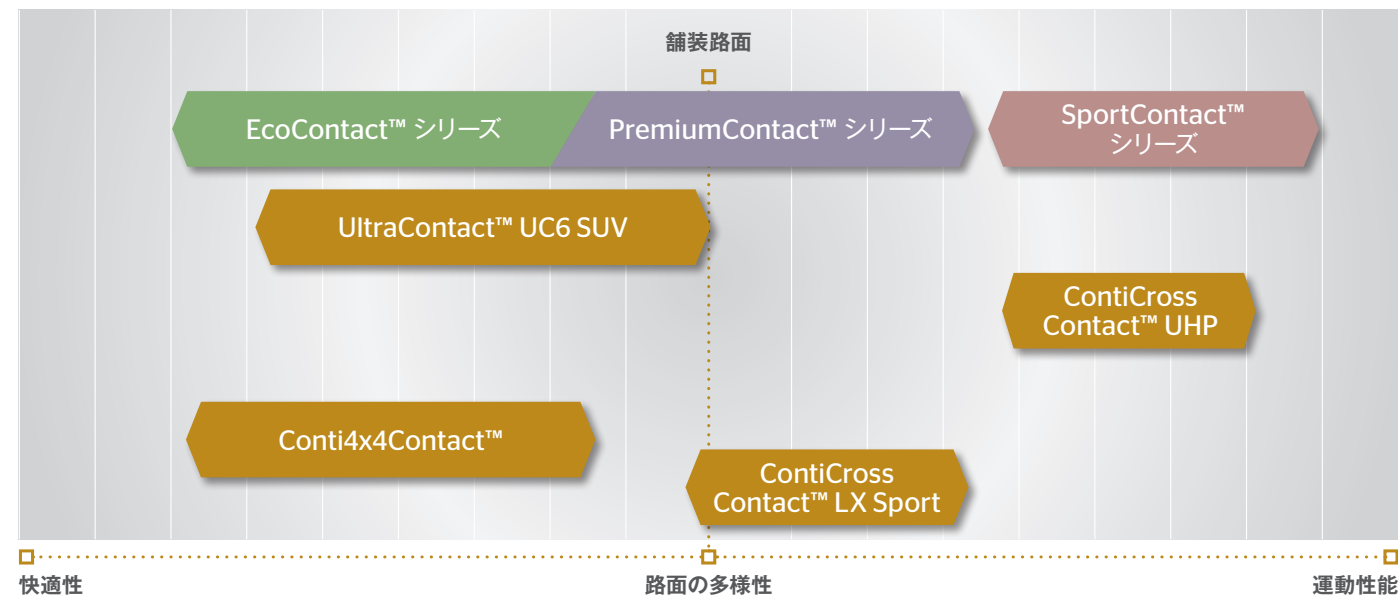 舗装路面
EcoContact™ シリーズ
PremiumContact™ シリーズ
SportContact™
シリーズ
UltraContact™ UC6 SUV
ContiCross
Contact™ UHP
Conti4x4Contact™
ContiCross
Contact™ LX Sport
快適性
路面の多様性
運動性能